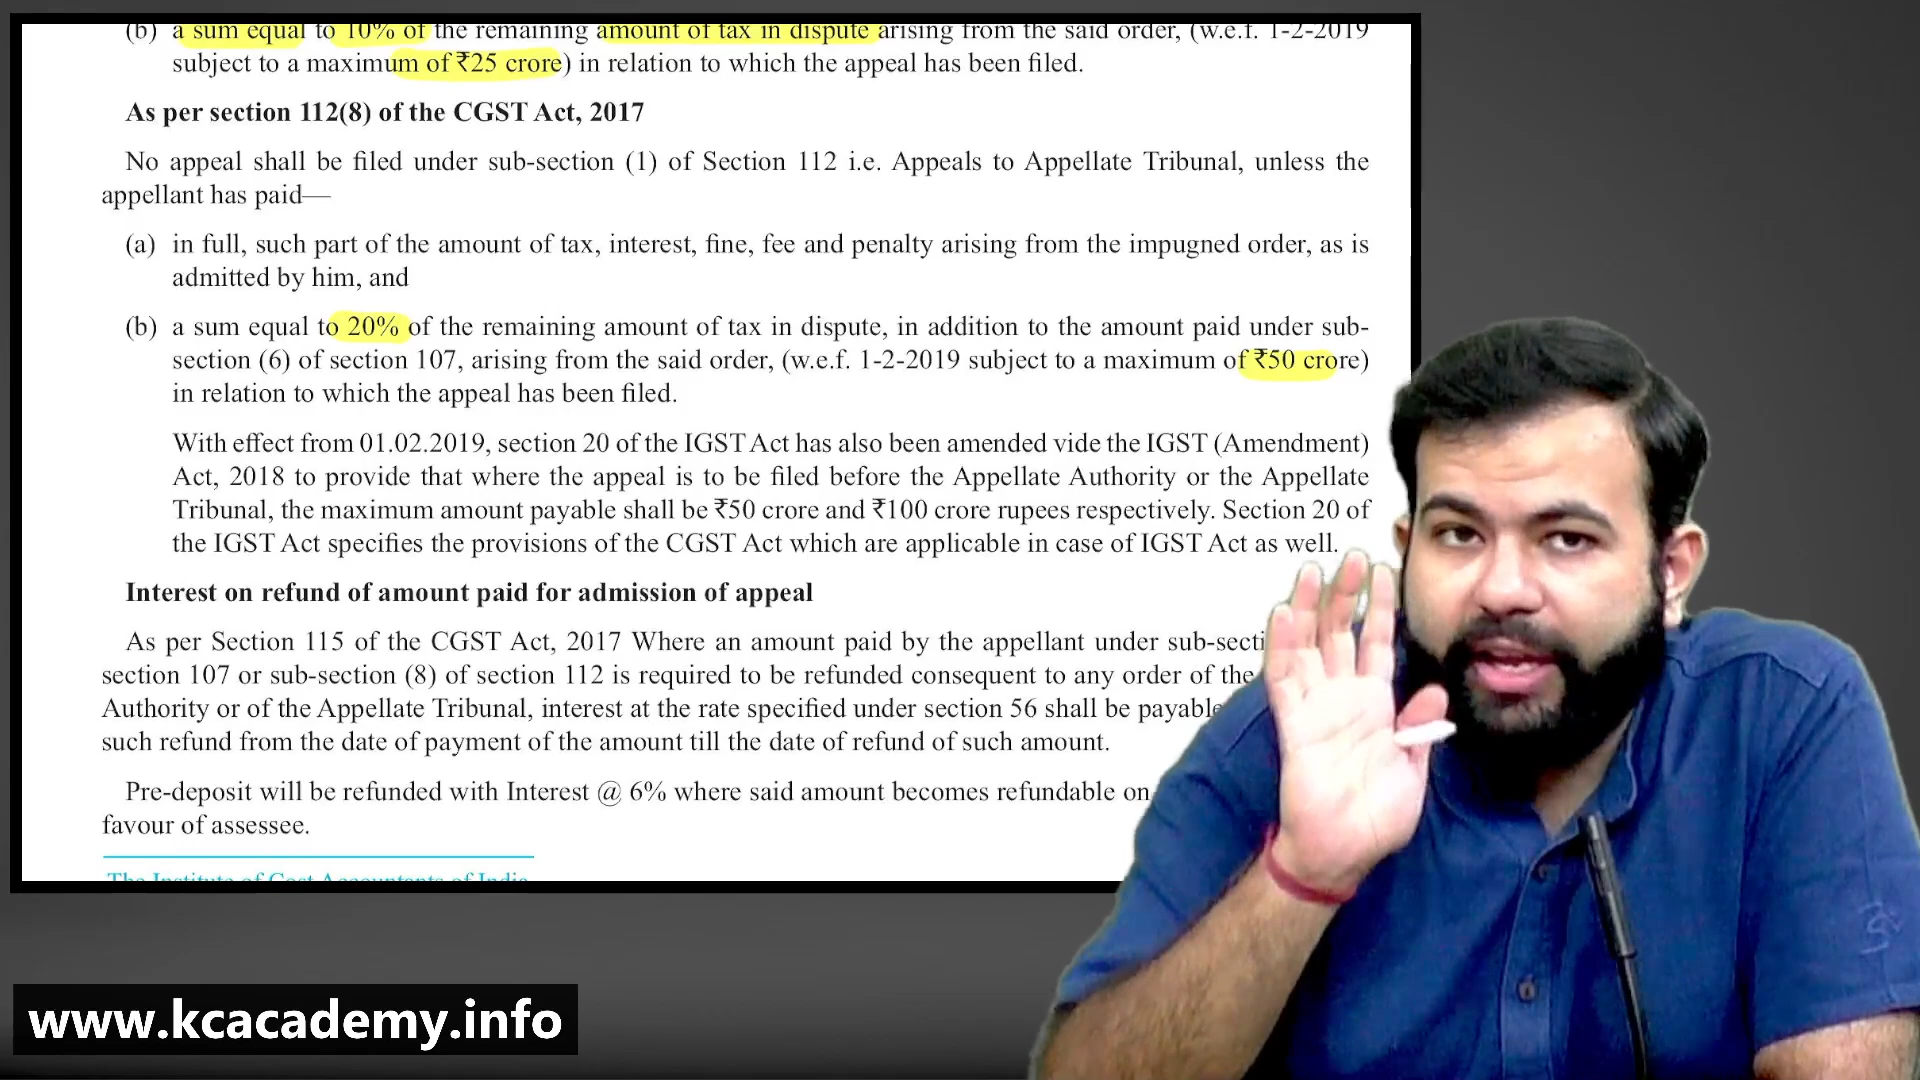 (b) a sum equal to 10% of the remaining amount of tax in dispute arising from the said order, (w.e.f. 1-2-2019
subject to a maximum of ₹25 crore) in relation to which the appeal has been filed.
As per section 112(8) of the CGST Act, 2017
No appeal shall be filed under sub-section (1) of Section 112 i.e. Appeals to Appellate Tribunal, unless the
appellant has paid—
(a) in full, such part of the amount of tax, interest, fine, fee and penalty arising from the impugned order, as is
admitted by him, and
(b) a sum equal to 20% of the remaining amount of tax in dispute, in addition to the amount paid under sub-
section (6) of section 107, arising from the said order, (w.e.f. 1-2-2019 subject to a maximum of ₹50 crore)
in relation to which the appeal has been filed.
With effect from 01.02.2019, section 20 of the IGST Act has also been amended vide the IGST (Amendment)
Act, 2018 to provide that where the appeal is to be filed before the Appellate Authority or the Appellate
Tribunal, the maximum amount payable shall be ₹50 crore and ₹100 crore rupees respectively. Section 20 of
the IGST Act specifies the provisions of the CGST Act which are applicable in case of IGST Act as well.
Interest on refund of amount paid for admission of appeal
As per Section 115 of the CGST Act, 2017 Where an amount paid by the appellant under sub-secti
section 107 or sub-section (8) of section 112 is required to be refunded consequent to any order of the
Authority or of the Appellate Tribunal, interest at the rate specified under section 56 shall be payable
such refund from the date of payment of the amount till the date of refund of such amount.
Pre-deposit will be refunded with Interest @ 6% where said amount becomes refundable on
favour of assessee.
The Institute of Cost Accountants of India
www.kcacademy.info